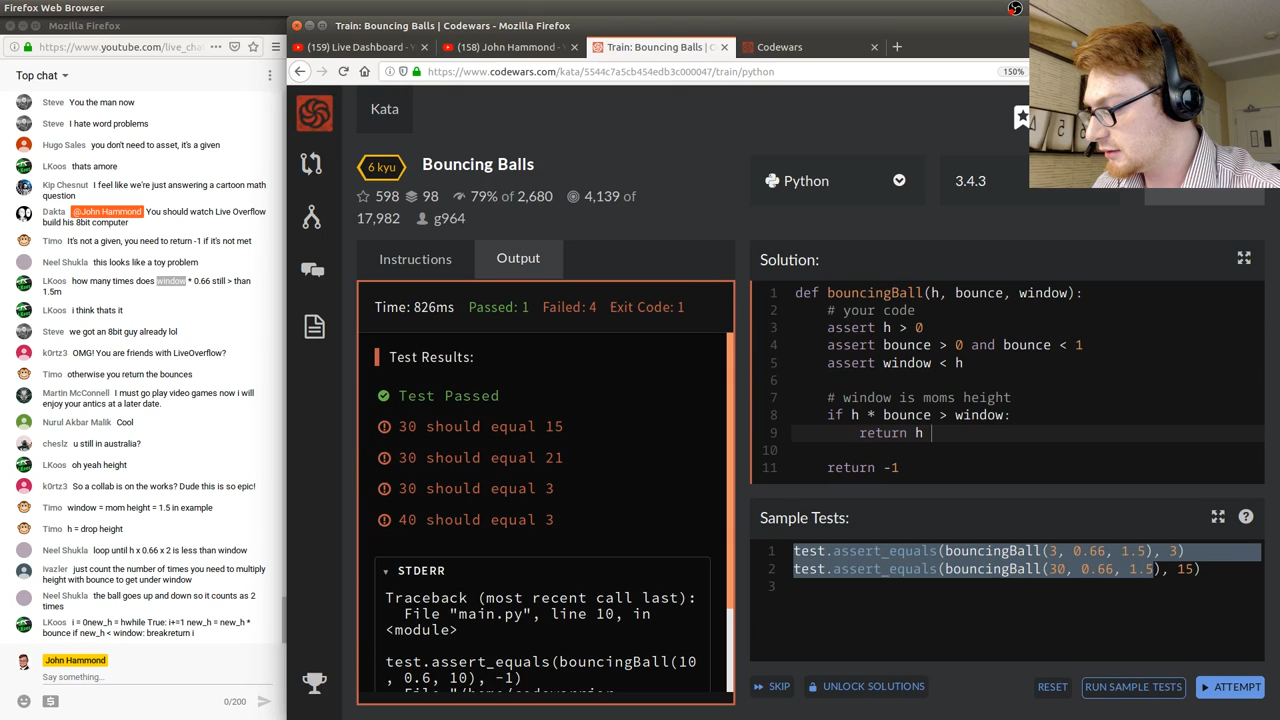 Firefox Web Browser
Mozilla Firefox
Train: Bouncing Balls | Codewars - Mozilla Firefox
https://www.youtube.com/live_cha
(159) Live Dashboard - Y
(158) John Hammond -
Train: Bouncing Balls | C
Codewars
https://www.codewars.com/kata/5544c7a5cb454edb3c000047/train/python
150%
Top chat
Steve You the man now
Steve I hate word problems
Hugo Sales you don't need to asset, it's a given
LKoos thats amore
Kip Chesnut I feel like we're just answering a cartoon math
question
Dakta @John Hammond You should watch Live Overflow
build his 8bit computer
Timo It's not a given, you need to return -1 if it's not met
Neel Shukla this looks like a toy problem
LKoos how many times does window * 0.66 still > than
1.5m
LKoos i think thats it
Steve we got an 8bit guy already lol
k0rtz3 OMG! You are friends with LiveOverflow?
Timo otherwise you return the bounces
Martin McConnell I must go play video games now i will
enjoy your antics at a later date.
Nurul Akbar Malik Cool
cheslz u still in australia?
LKoos oh yeah height
k0rtz3 So a collab is on the works? Dude this is so epic!
Timo window = mom height = 1.5 in example
Timo h = drop height
Neel Shukla loop until h x 0.66 x 2 is less than window
ivazler just count the number of times you need to multiply
height with bounce to get under window
Neel Shukla the ball goes up and down so it counts as 2
times
LKoos i = 0new_h = hwhile True: i+=1 new_h = new_h *
bounce if new_h < window: breakreturn i
John Hammond
Say something...
0/200
Kata
6 kyu
Bouncing Balls
598 98 79% of 2,680 4,139 of
17,982 g964
Python
3.4.3
Instructions
Output
Time: 826ms Passed: 1 Failed: 4 Exit Code: 1
Test Results:
Test Passed
30 should equal 15
30 should equal 21
30 should equal 3
40 should equal 3
STDERR
Traceback (most recent call last):
File "main.py", line 10, in
<module>
test.assert_equals(bouncingBall(10
, 0.6, 10), -1)
Solution:
1 def bouncingBall(h, bounce, window):
2 # your code
3 assert h > 0
4 assert bounce > 0 and bounce < 1
5 assert window < h
6
7 # window is moms height
8 if h * bounce > window:
9 return h
10
11 return -1
Sample Tests:
1 test.assert_equals(bouncingBall(3, 0.66, 1.5), 3)
2 test.assert_equals(bouncingBall(30, 0.66, 1.5), 15)
3
SKIP
UNLOCK SOLUTIONS
RESET
RUN SAMPLE TESTS
ATTEMPT